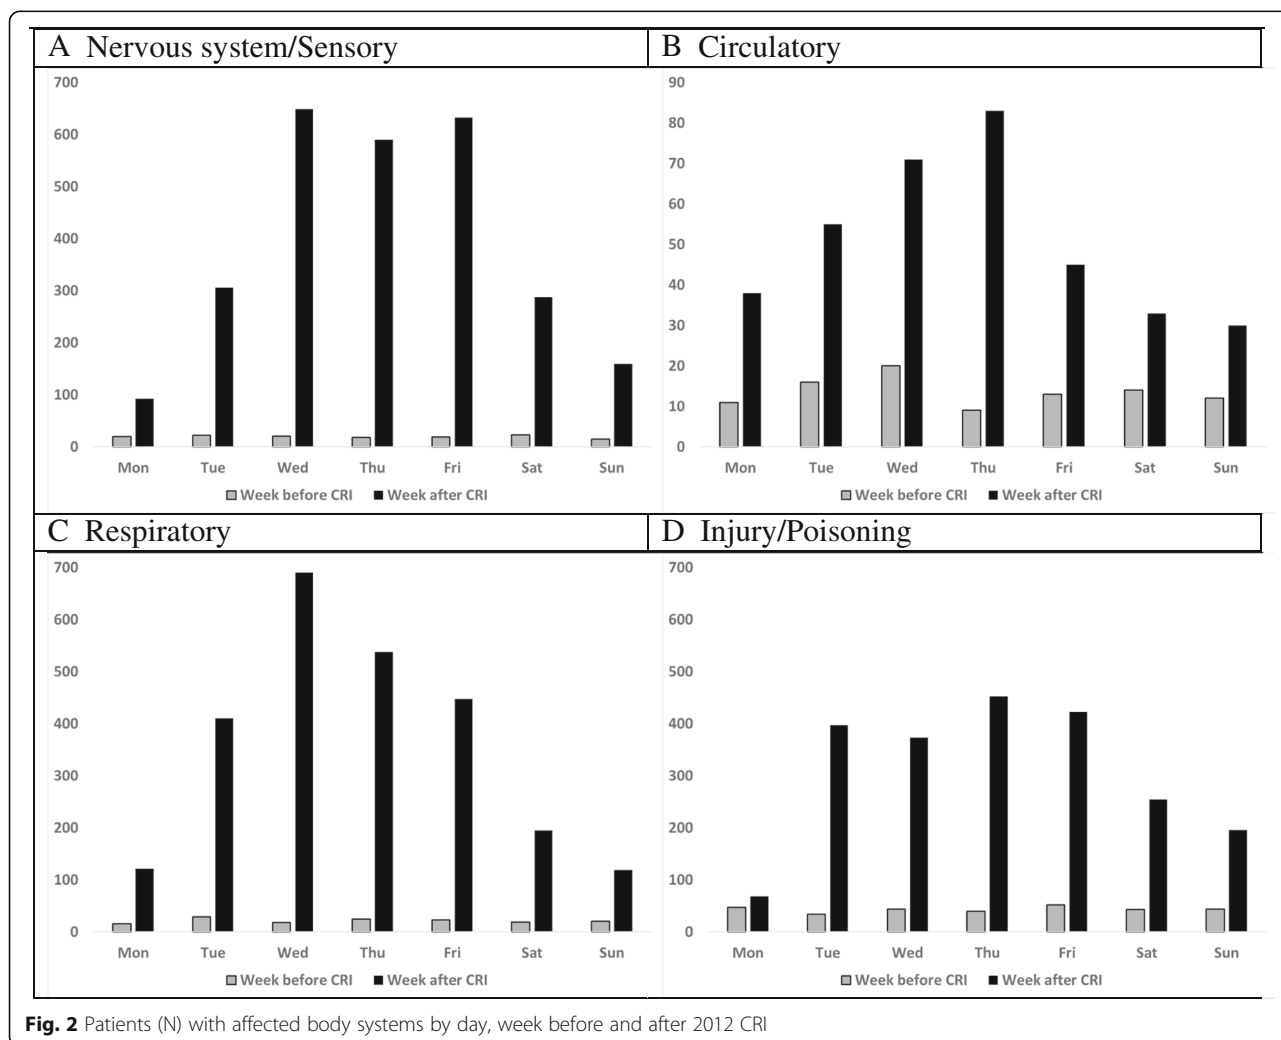 A Nervous system/Sensory
700
600
500
400
300
200
100
0
Mon Tue Wed Thu Fri Sat Sun
Week before CRI Week after CRI
B Circulatory
90
80
70
60
50
40
30
20
10
0
Mon Tue Wed Thu Fri Sat Sun
Week before CRI Week after CRI
C Respiratory
700
600
500
400
300
200
100
0
Mon Tue Wed Thu Fri Sat Sun
Week before CRI Week after CRI
D Injury/Poisoning
700
600
500
400
300
200
100
0
Mon Tue Wed Thu Fri Sat Sun
Week before CRI Week after CRI
Fig. 2 Patients (N) with affected body systems by day, week before and after 2012 CRI